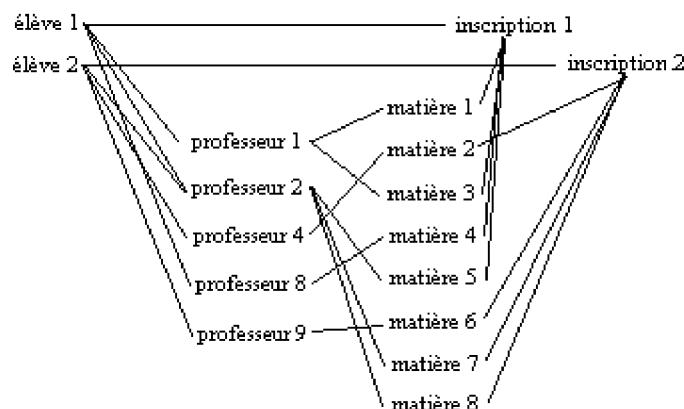 élève 1
inscription 1
élève 2
inscription 2
matière 1
professeur 1
matière 2
professeur 2
matière 3
professeur 4
matière 4
professeur 8
matière 5
professeur 9
matière 6
matière 7
matière 8